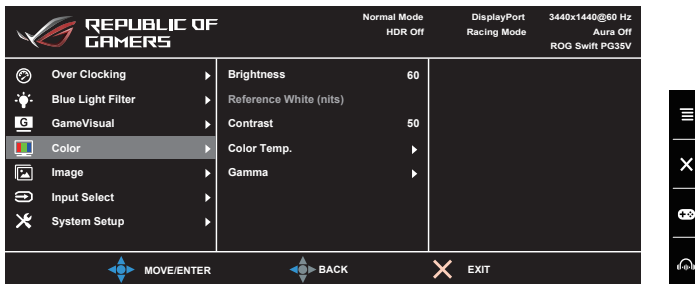 REPUBLIC OF
GAMERS
Normal Mode
HDR Off
DisplayPort
Racing Mode
3440x1440@60 Hz
Aura Off
ROG Swift PG35V
Over Clocking
Blue Light Filter
G GameVisual
Color
Image
Input Select
System Setup
Brightness 60
Reference White (nits)
Contrast 50
Color Temp.
Gamma
MOVE/ENTER
BACK
EXIT